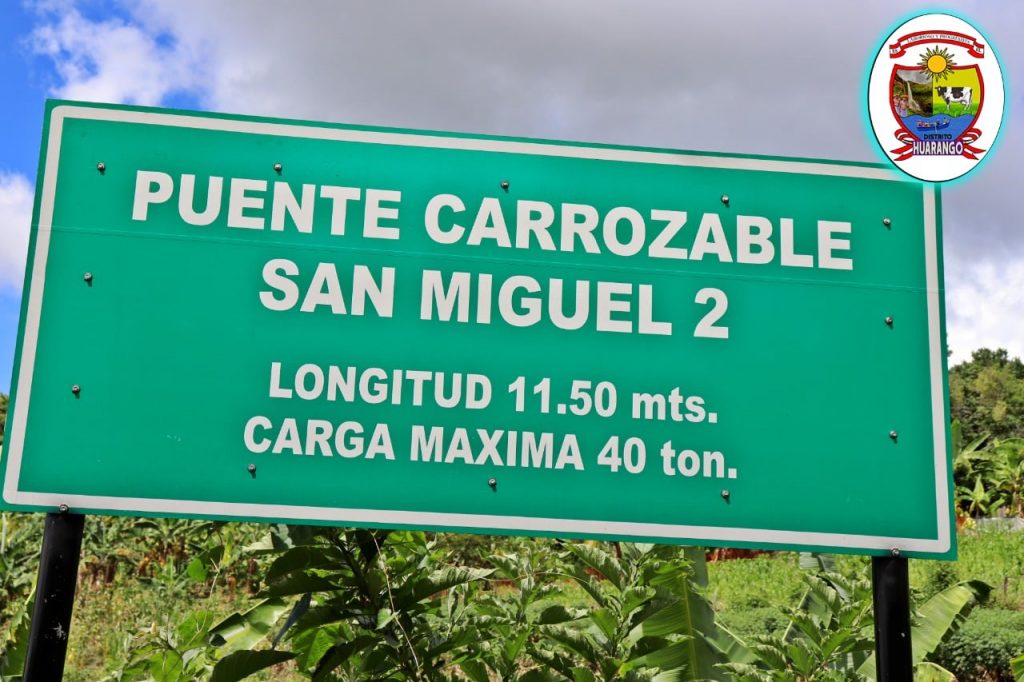 PUENTE CARROZABLE
SAN MIGUEL 2
LONGITUD 11.50 mts.
CARGA MAXIMA 40 ton.
DISTRITO
HUARANGO